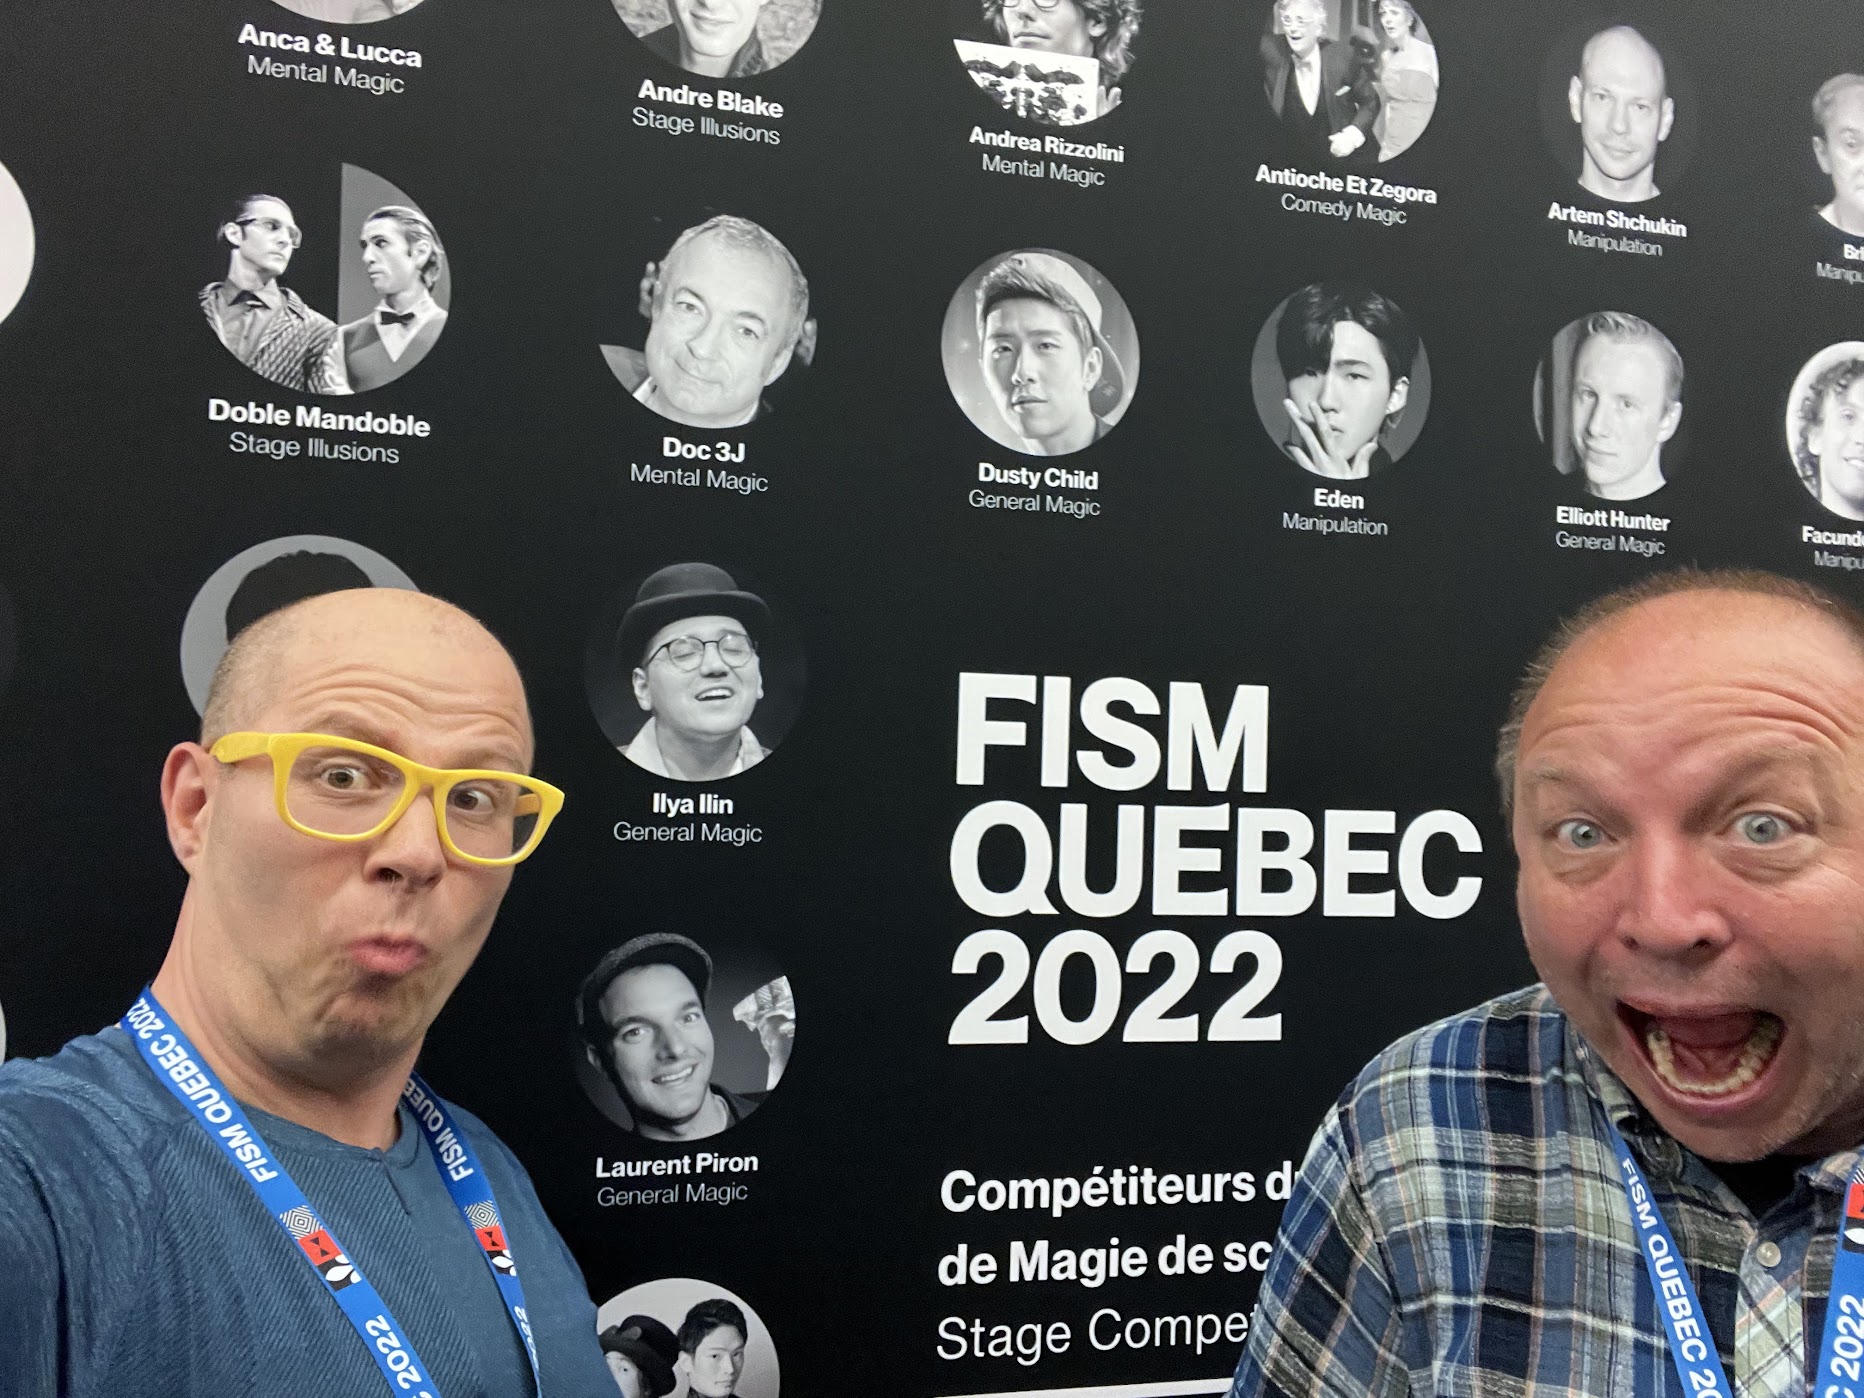 Anca & Lucca
Mental Magic
Andre Blake
Stage Illusions
Andrea Rizzolini
Mental Magic
Antioche Et Zegora
Comedy Magic
Artem Shchukin
Manipulation
Doble Mandoble
Stage Illusions
Doc 3J
Mental Magic
Dusty Child
General Magic
Eden
Manipulation
Elliott Hunter
General Magic
Ilya Ilin
General Magic
FISM
QUÉBEC
2022
Laurent Piron
General Magic
Compétiteurs
de Magie de
Stage
FISM QUEBEC 2022
FISM QUEBEC
2022
FISM QUEBEC
2022